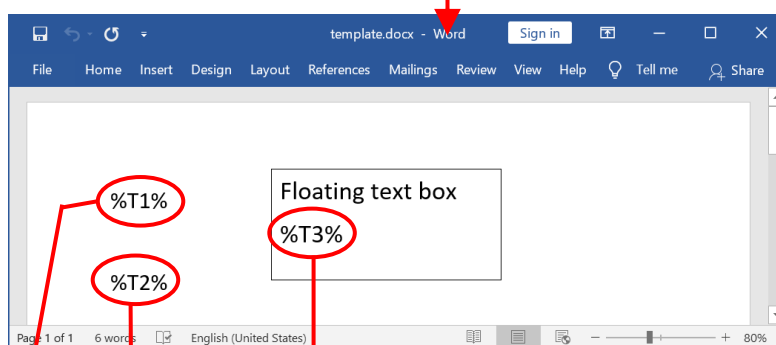 template.docx - Word Sign in
File Home Insert Design Layout References Mailings Review View Help Tell me Share
%T1%
Floating text box
%T3%
%T2%
Page 1 of 1 6 words English (United States) 80%